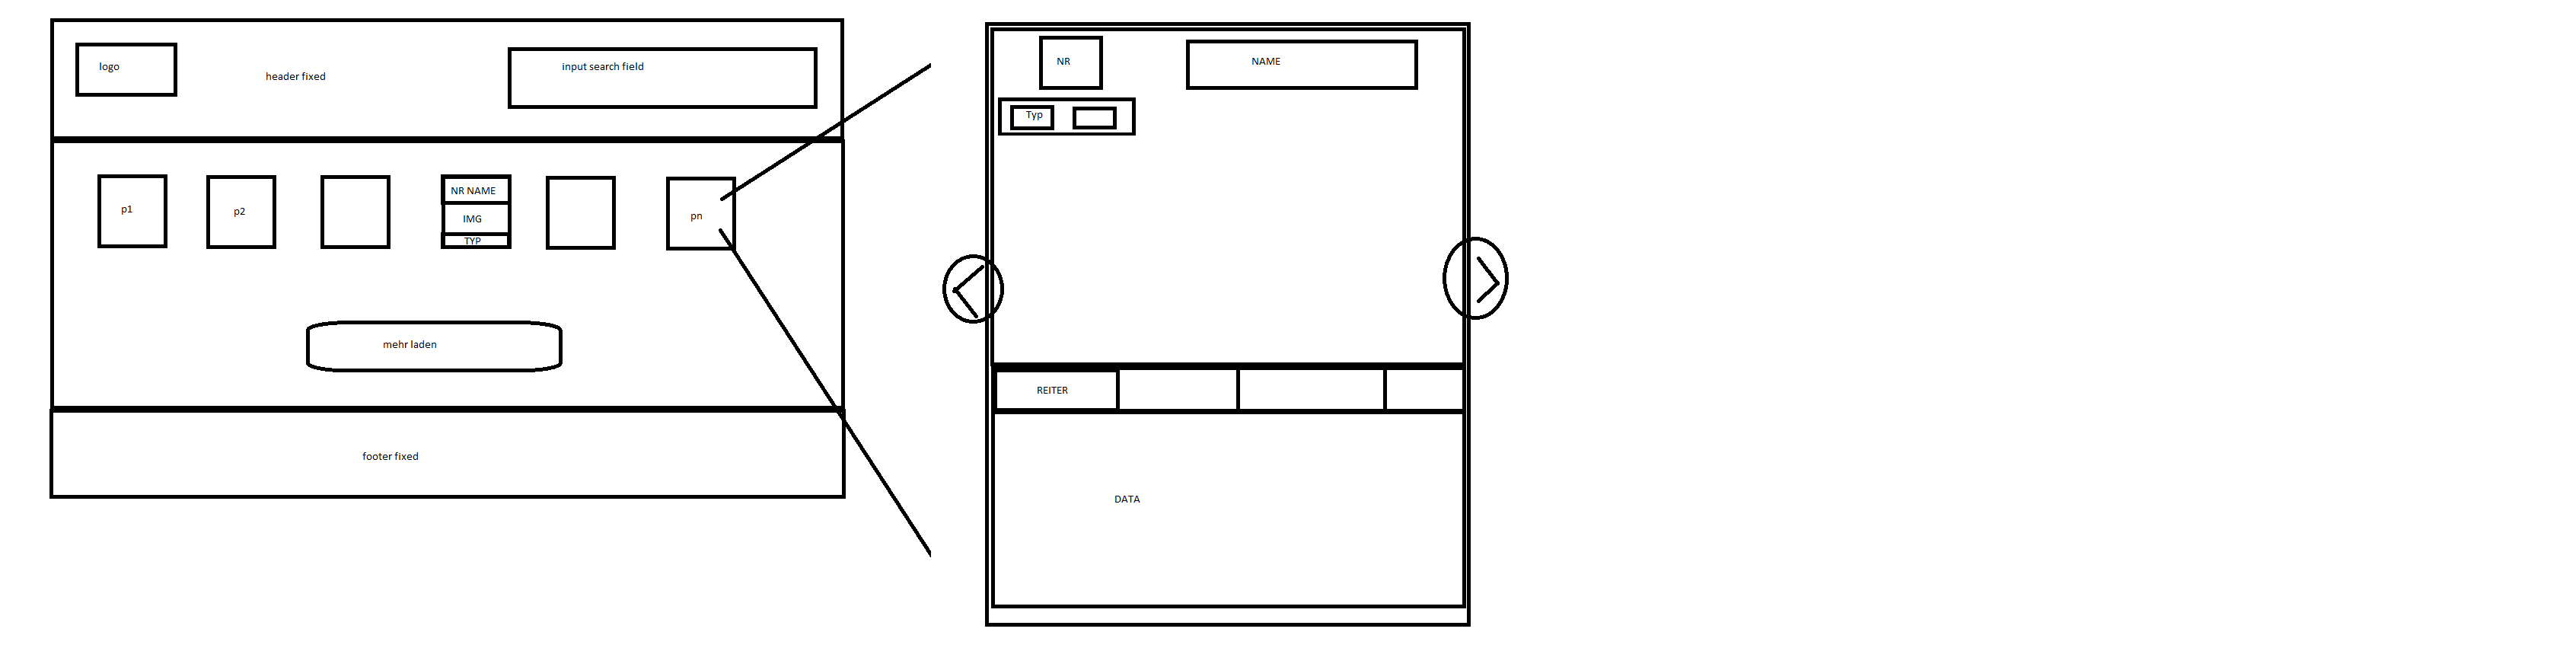 logo
header fixed
input search field
p1
p2
NR NAME
IMG
TYP
pn
mehr laden
footer fixed
NR
NAME
Typ
REITER
DATA